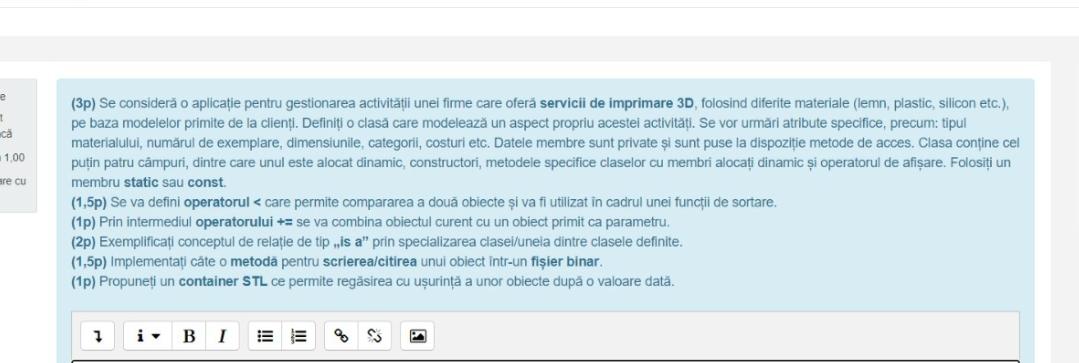 e
(3p) Se consideră o aplicație pentru gestionarea activității unei firme care oferă servicii de imprimare 3D, folosind diferite materiale (lemn, plastic, silicon etc.),
t
pe baza modelelor primite de la clienți. Definiți o clasă care modelează un aspect propriu acestei activități. Se vor urmări atribute specifice, precum: tipul
că
materialului, numărul de exemplare, dimensiunile, categorii, costuri etc. Datele membre sunt private și sunt puse la dispoziție metode de acces. Clasa conține cel
1,00
puțin patru câmpuri, dintre care unul este alocat dinamic, constructori, metodele specifice claselor cu membri alocați dinamic și operatorul de afișare. Folosiți un
are cu
membru static sau const.
(1,5p) Se va defini operatorul < care permite compararea a două obiecte și va fi utilizat în cadrul unei funcții de sortare.
(1p) Prin intermediul operatorului += se va combina obiectul curent cu un obiect primit ca parametru.
(2p) Exemplificați conceptul de relație de tip „is a” prin specializarea clasei/uneia dintre clasele definite.
(1,5p) Implementați câte o metodă pentru scrierea/citirea unui obiect într-un fișier binar.
(1p) Propuneți un container STL ce permite regăsirea cu ușurință a unor obiecte după o valoare dată.
i B I